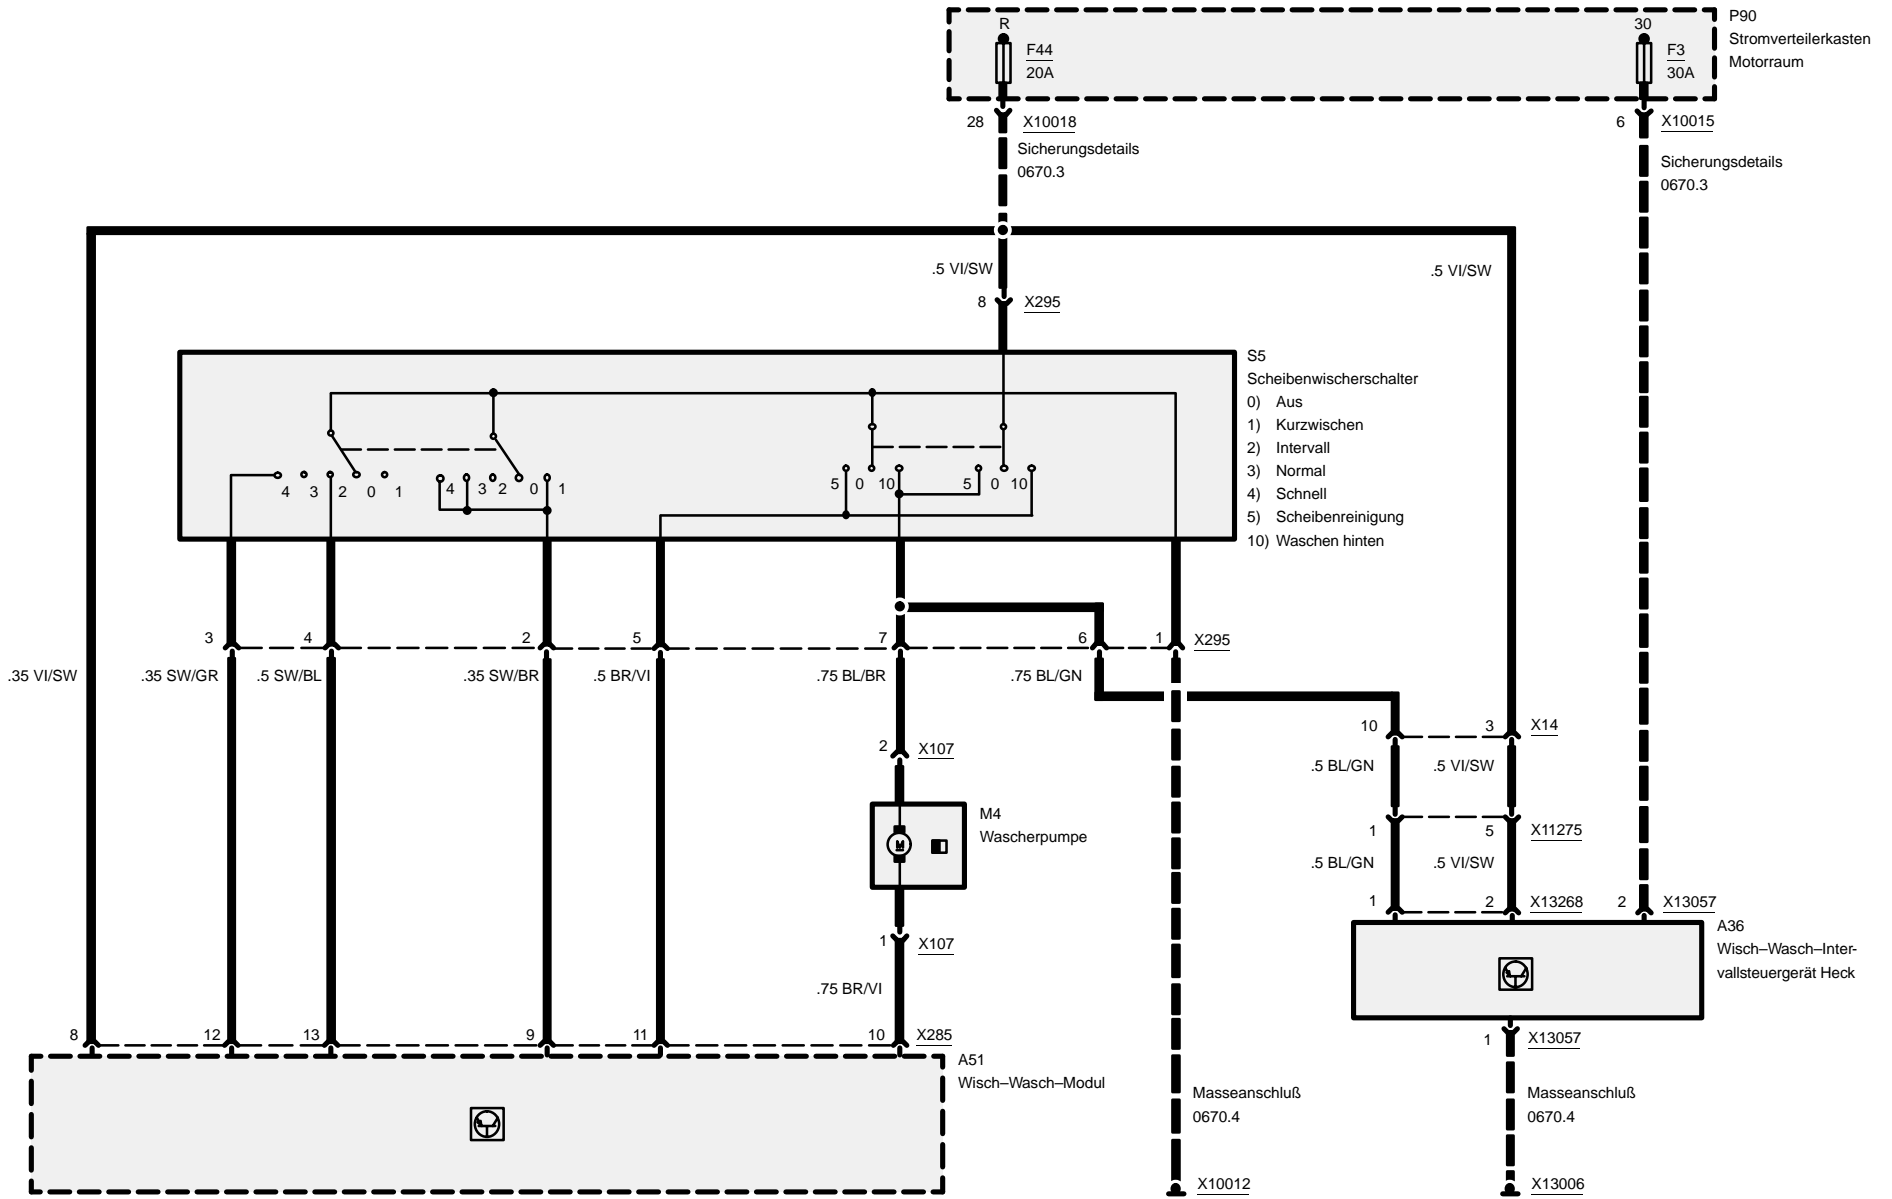 R
F44
20A
30
F3
30A
P90
Stromverteilerkasten
Motorraum
28
X10018
Sicherungsdetails
0670.3
6
X10015
Sicherungsdetails
0670.3
.5 VI/SW
.5 VI/SW
8
X295
S5
Scheibenwischerschalter
0) Aus
1) Kurzwischen
2) Intervall
3) Normal
4) Schnell
5) Scheibenreinigung
10) Waschen hinten
4 3 2 0 1
4 3 2 0 1
5 0 10
5 0 10
3
4
2
5
7
6
1
X295
.35 VI/SW
.35 SW/GR
.5 SW/BL
.35 SW/BR
.5 BR/VI
.75 BL/BR
.75 BL/GN
10
3
X14
2
X107
.5 BL/GN
.5 VI/SW
M4
Wascherpumpe
M
1
5
X11275
.5 BL/GN
.5 VI/SW
1
2
X13268
2
X13057
1
X107
A36
Wisch–Wasch–Inter-
vallsteuergerät Heck
.75 BR/VI
8
12
13
9
11
10
X285
1
X13057
A51
Wisch–Wasch–Modul
Masseanschluß
0670.4
Masseanschluß
0670.4
X10012
X13006